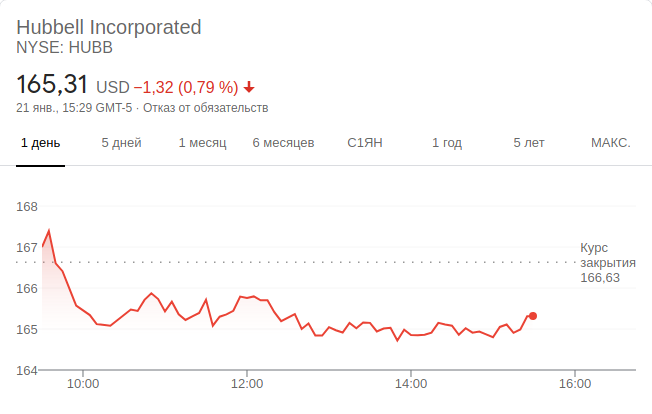 Hubbell Incorporated
NYSE: HUBB
165,31 USD −1,32 (0,79 %)
21 янв., 15:29 GMT-5 · Отказ от обязательств
1 день 5 дней 1 месяц 6 месяцев С1ЯН 1 год 5 лет МАКС.
168
167
166
165
164
Курс
закрытия
166,63
10:00 12:00 14:00 16:00